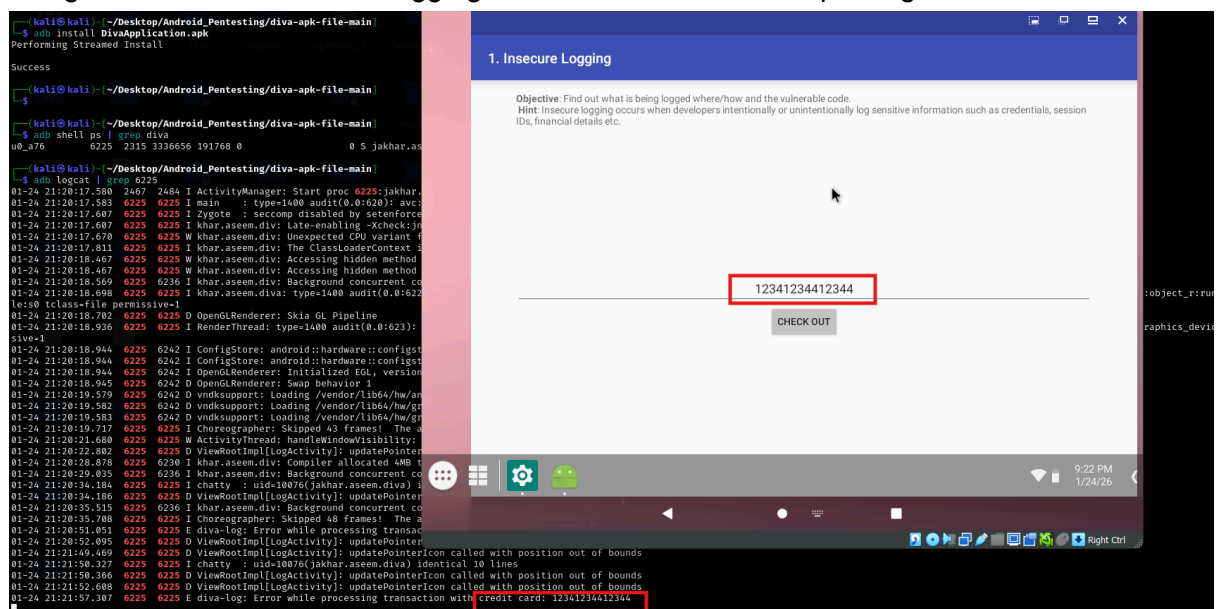 (kali㉿kali)-[~/Desktop/Android_Pentesting/diva-apk-file-main]
$ adb install DivaApplication.apk
Performing Streamed Install
Success
(kali㉿kali)-[~/Desktop/Android_Pentesting/diva-apk-file-main]
$
(kali㉿kali)-[~/Desktop/Android_Pentesting/diva-apk-file-main]
$ adb shell ps | grep diva
u0_a76 6225 2315 3336656 191768 0 0 S jakhar.as
(kali㉿kali)-[~/Desktop/Android_Pentesting/diva-apk-file-main]
$ adb logcat | grep 6225
01-24 21:20:17.580 2467 2484 I ActivityManager: Start proc 6225:jakhar.
01-24 21:20:17.583 6225 6225 I main : type=1400 audit(0.0:620): avc:
01-24 21:20:17.607 6225 6225 I Zygote : seccomp disabled by setenforce
01-24 21:20:17.607 6225 6225 I khar.aseem.div: Late-enabling -Xcheck:jn
01-24 21:20:17.670 6225 6225 W khar.aseem.div: Unexpected CPU variant f
01-24 21:20:17.811 6225 6225 I khar.aseem.div: The ClassLoaderContext i
01-24 21:20:18.467 6225 6225 W khar.aseem.div: Accessing hidden method
01-24 21:20:18.467 6225 6225 W khar.aseem.div: Accessing hidden method
01-24 21:20:18.569 6225 6236 I khar.aseem.div: Background concurrent co
01-24 21:20:18.698 6225 6225 I khar.aseem.diva: type=1400 audit(0.0:622 :object_r:run
le:s0 tclass=file permissive=1
01-24 21:20:18.702 6225 6225 D OpenGLRenderer: Skia GL Pipeline
01-24 21:20:18.936 6225 6225 I RenderThread: type=1400 audit(0.0:623): raphics_devic
sive=1
01-24 21:20:18.944 6225 6242 I ConfigStore: android::hardware::configst
01-24 21:20:18.944 6225 6242 I ConfigStore: android::hardware::configst
01-24 21:20:18.944 6225 6242 I OpenGLRenderer: Initialized EGL, version
01-24 21:20:18.945 6225 6242 D OpenGLRenderer: Swap behavior 1
01-24 21:20:19.579 6225 6242 D vndksupport: Loading /vendor/lib64/hw/an
01-24 21:20:19.582 6225 6242 D vndksupport: Loading /vendor/lib64/hw/gr
01-24 21:20:19.583 6225 6242 D vndksupport: Loading /vendor/lib64/hw/gr
01-24 21:20:19.717 6225 6225 I Choreographer: Skipped 43 frames! The a
01-24 21:20:21.680 6225 6225 W ActivityThread: handleWindowVisibility:
01-24 21:20:22.802 6225 6225 D ViewRootImpl[LogActivity]: updatePointer
01-24 21:20:28.878 6225 6230 I khar.aseem.div: Compiler allocated 4MB t
01-24 21:20:29.035 6225 6236 I khar.aseem.div: Background concurrent co
01-24 21:20:34.184 6225 6225 I chatty : uid=10076(jakhar.aseem.diva) i
01-24 21:20:34.186 6225 6225 D ViewRootImpl[LogActivity]: updatePointer
01-24 21:20:35.515 6225 6236 I khar.aseem.div: Background concurrent co
01-24 21:20:35.708 6225 6225 I Choreographer: Skipped 48 frames! The a
01-24 21:20:51.051 6225 6225 E diva-log: Error while processing transac
01-24 21:20:52.095 6225 6225 D ViewRootImpl[LogActivity]: updatePointer
01-24 21:21:49.469 6225 6225 D ViewRootImpl[LogActivity]: updatePointerIcon called with position out of bounds
01-24 21:21:50.327 6225 6225 I chatty : uid=10076(jakhar.aseem.diva) identical 10 lines
01-24 21:21:50.366 6225 6225 D ViewRootImpl[LogActivity]: updatePointerIcon called with position out of bounds
01-24 21:21:52.608 6225 6225 D ViewRootImpl[LogActivity]: updatePointerIcon called with position out of bounds
01-24 21:21:57.307 6225 6225 E diva-log: Error while processing transaction with credit card: 12341234412344
1. Insecure Logging
Objective: Find out what is being logged where/how and the vulnerable code.
Hint: Insecure logging occurs when developers intentionally or unintentionally log sensitive information such as credentials, session
IDs, financial details etc.
12341234412344
CHECK OUT
9:22 PM
1/24/26
Right Ctrl